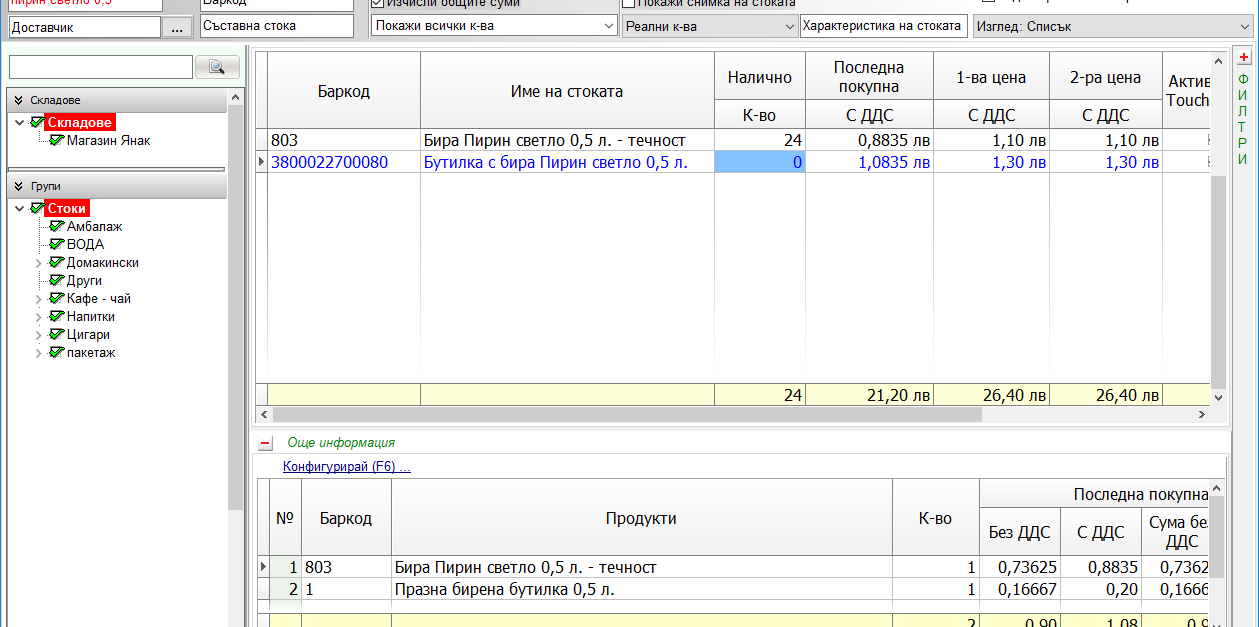 пирин светло 0,5
Баркод
Изчисли общите суми
Покажи снимка на стоката
Доставчик
...
Съставна стока
Покажи всички к-ва
Реални к-ва
Характеристика на стоката
Изглед: Списък
Складове
Складове
Магазин Янак
Групи
Стоки
Амбалаж
ВОДА
Домакински
Други
Кафе - чай
Напитки
Цигари
пакетаж
Баркод
Име на стоката
Налично
Последна покупна
1-ва цена
2-ра цена
Актив
Touch
К-во
С ДДС
С ДДС
С ДДС
803
Бира Пирин светло 0,5 л. - течност
24
0,8835 лв
1,10 лв
1,10 лв
3800022700080
Бутилка с бира Пирин светло 0,5 л.
0
1,0835 лв
1,30 лв
1,30 лв
24
21,20 лв
26,40 лв
26,40 лв
ФИЛТРИ
Още информация
Конфигурирай (F6) ...
№
Баркод
Продукти
К-во
Последна покупна
Без ДДС
С ДДС
Сума без
ДДС
1
803
Бира Пирин светло 0,5 л. - течност
1
0,73625
0,8835
0,7362
2
1
Празна бирена бутилка 0,5 л.
1
0,16667
0,20
0,1666
2
0,90
1,08
0,9